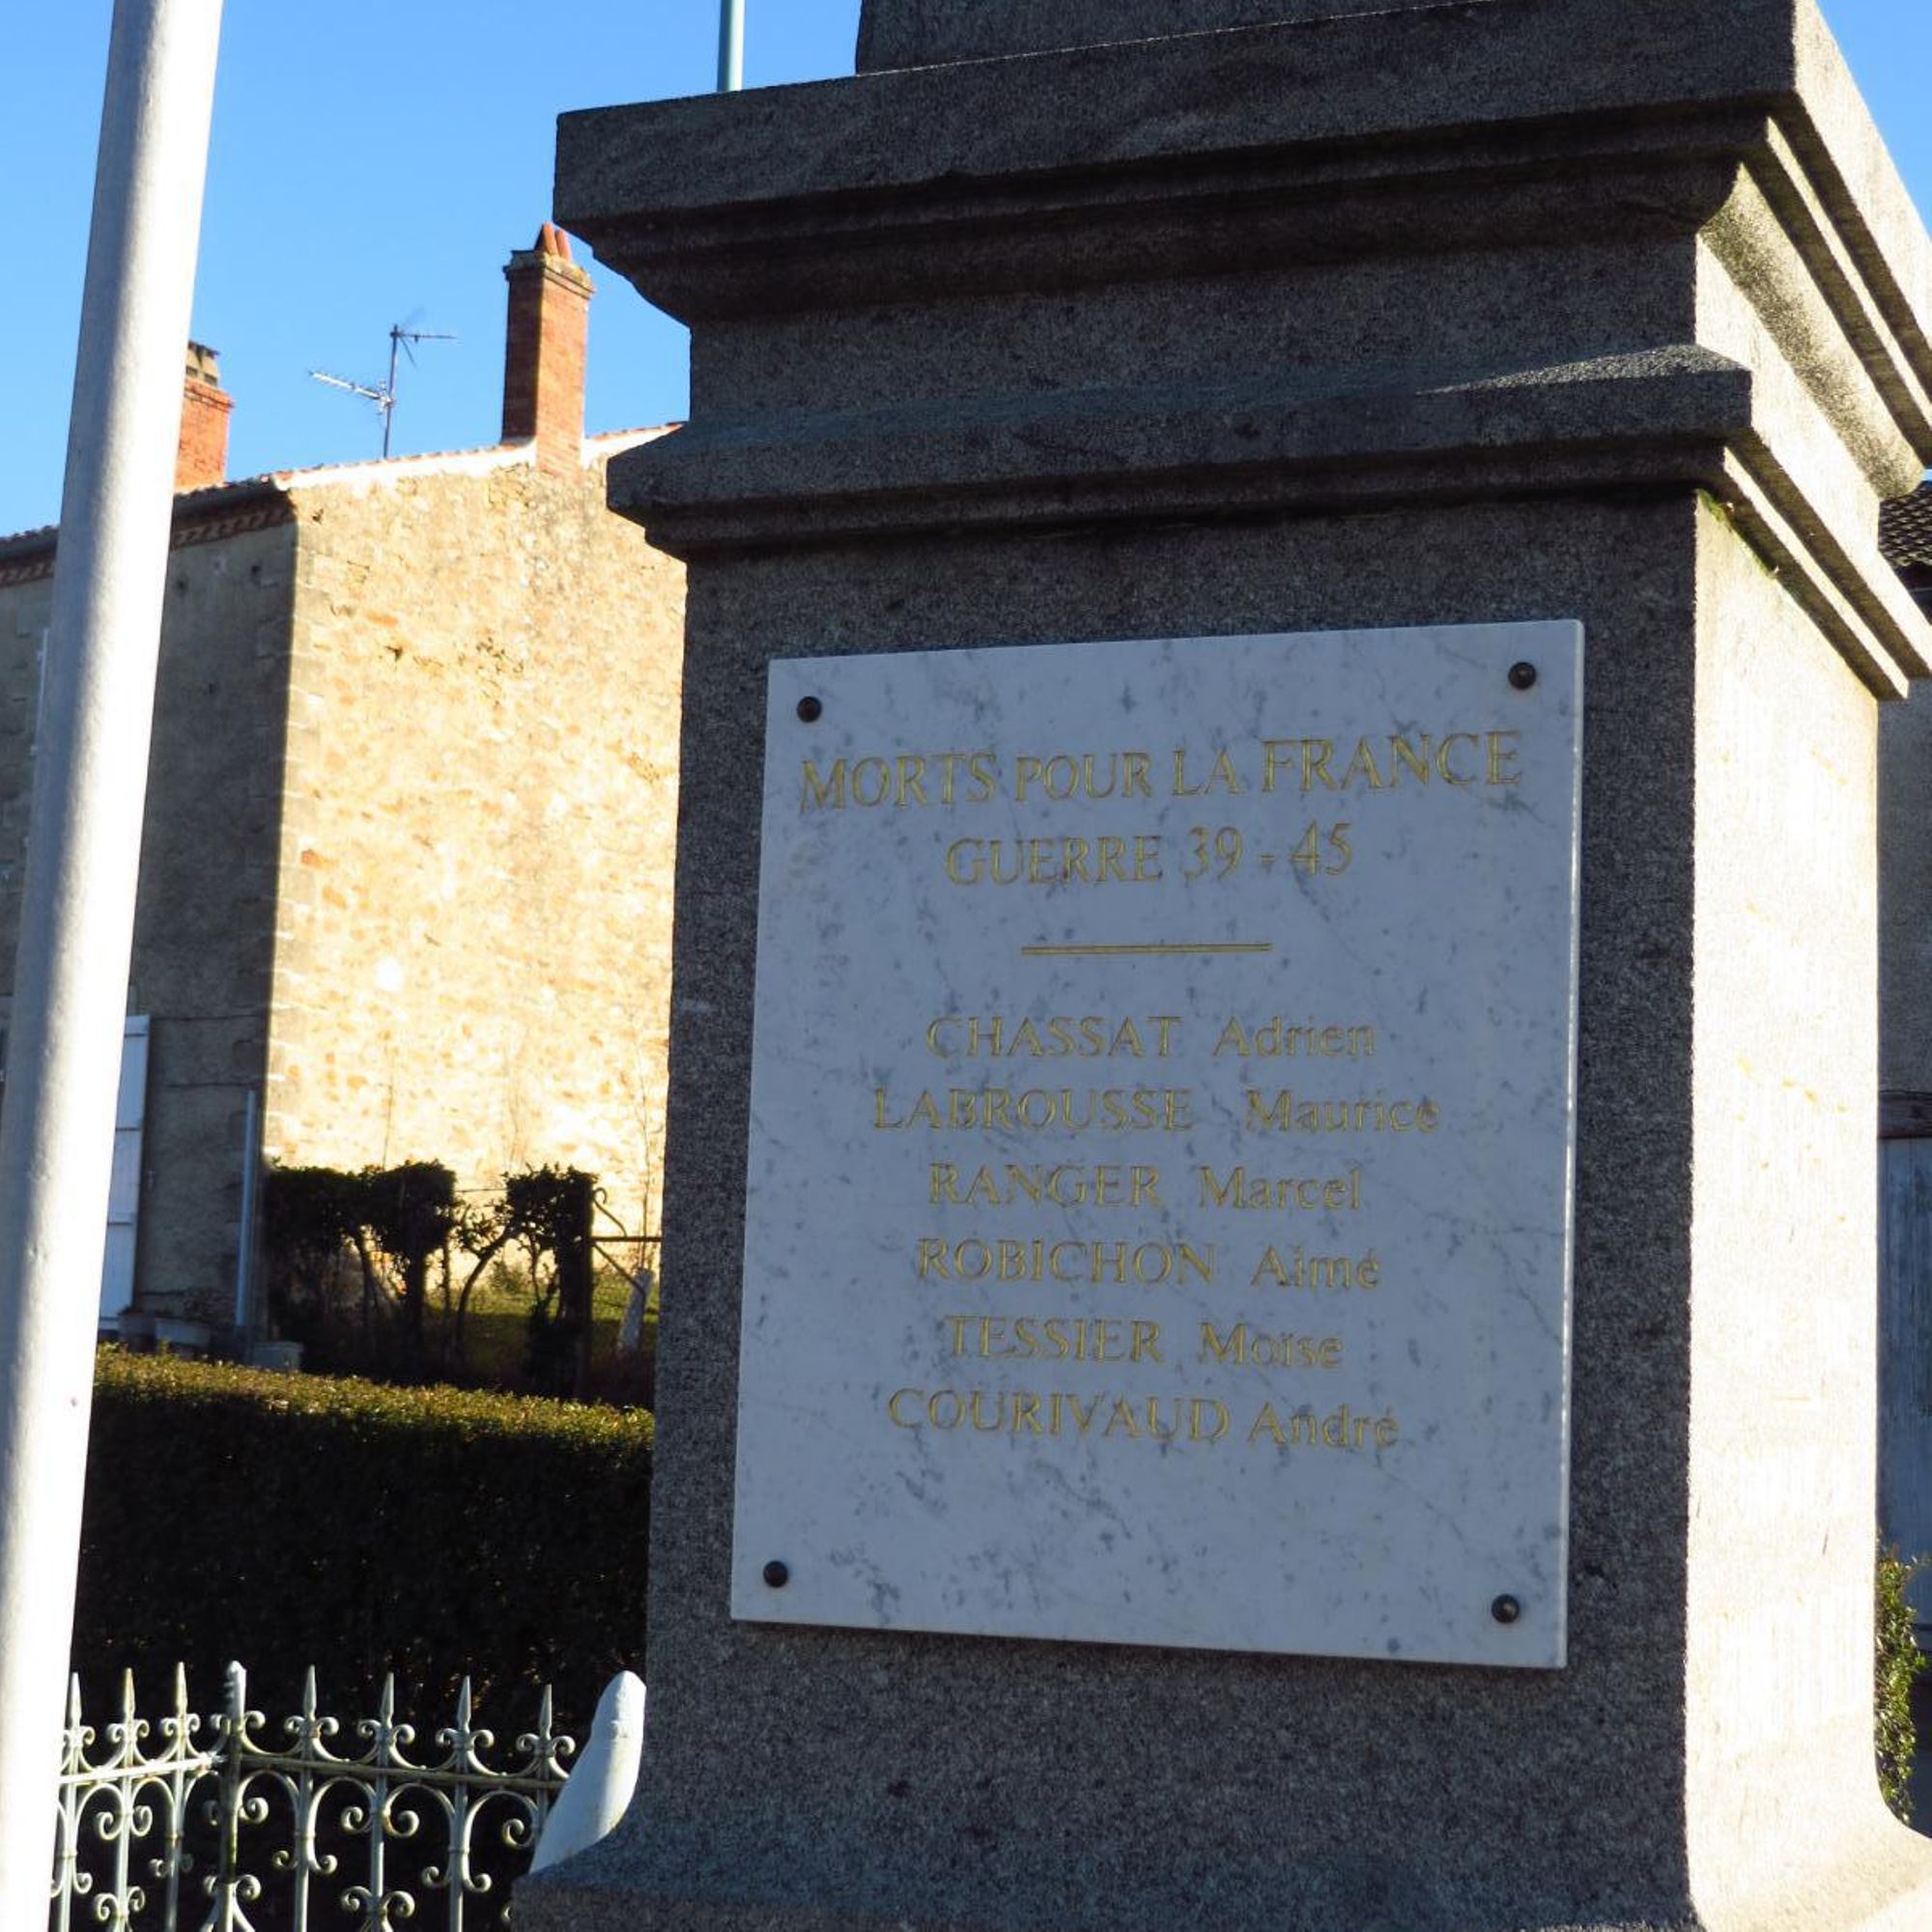 MORTS POUR LA FRANCE
GUERRE 39 - 45
CHASSAT Adrien
LABROUSSE Maurice
RANGER Marcel
ROBICHON Aimé
TESSIER Moïse
COURIVAUD André